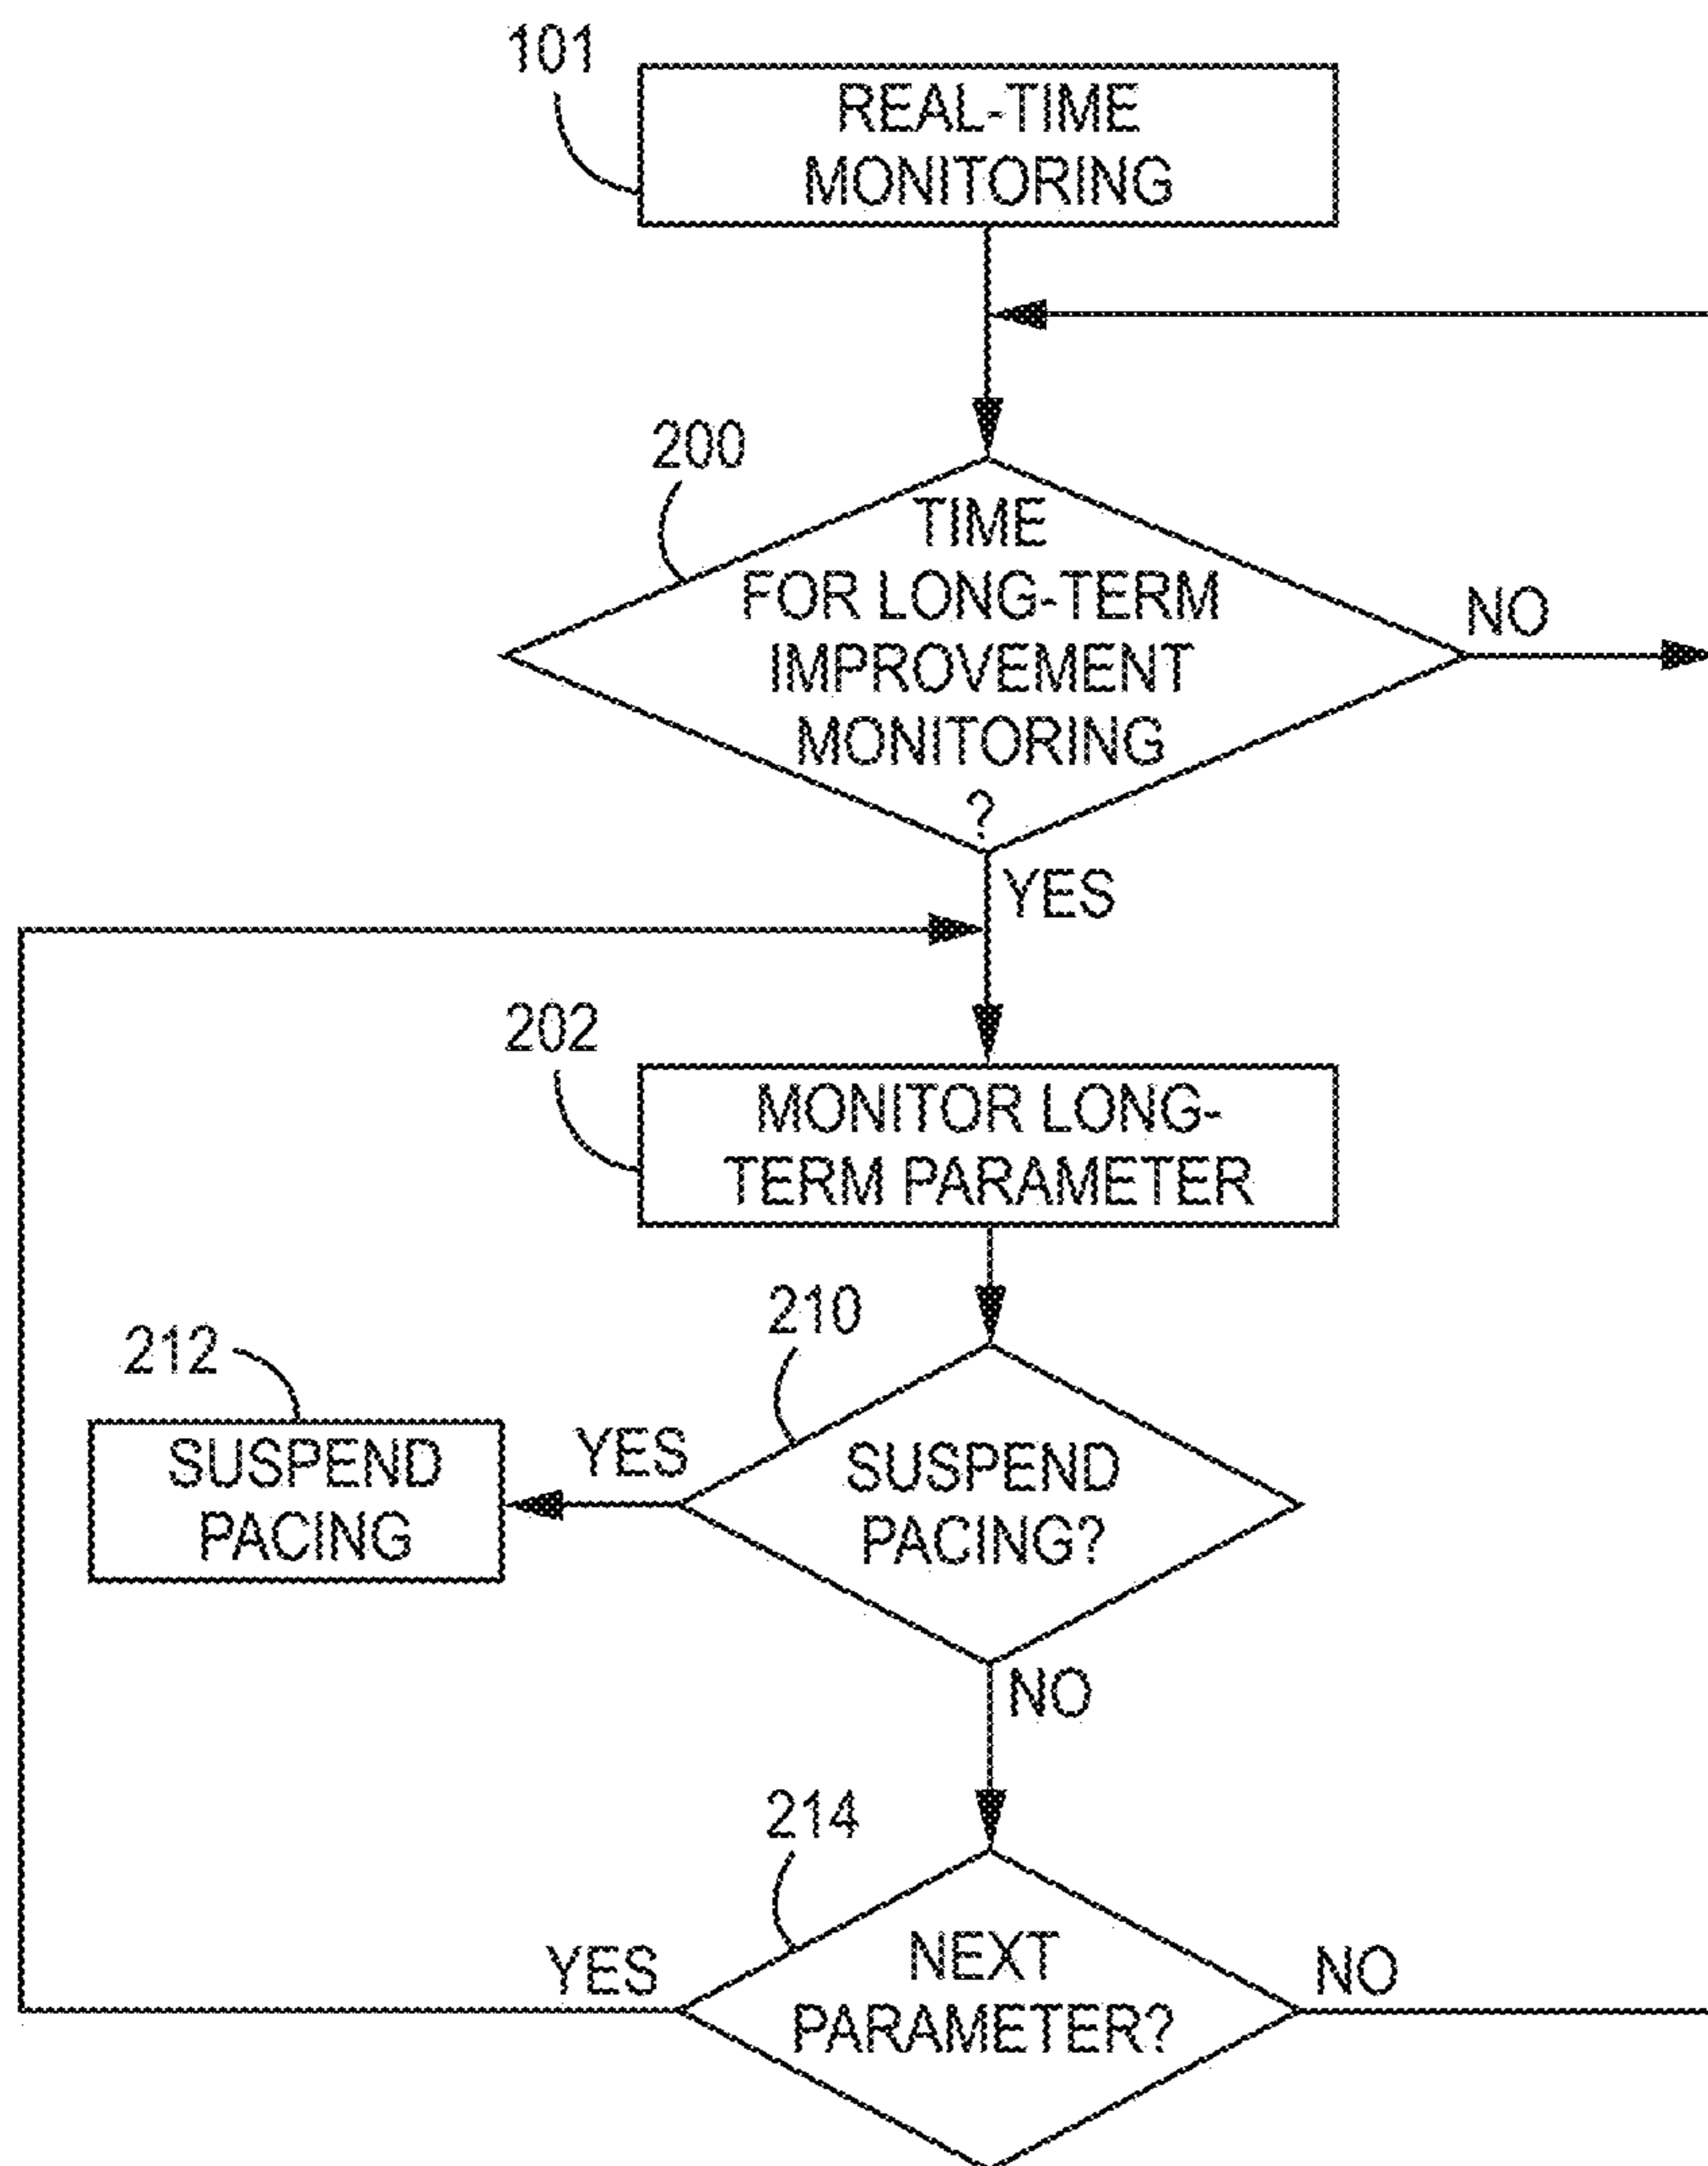 101
REAL-TIME
MONITORING
200
TIME
FOR LONG-TERM
IMPROVEMENT
MONITORING
?
NO
YES
202
MONITOR LONG-
TERM PARAMETER
210
212
SUSPEND
PACING
YES
SUSPEND
PACING?
NO
214
YES
NEXT
PARAMETER?
NO